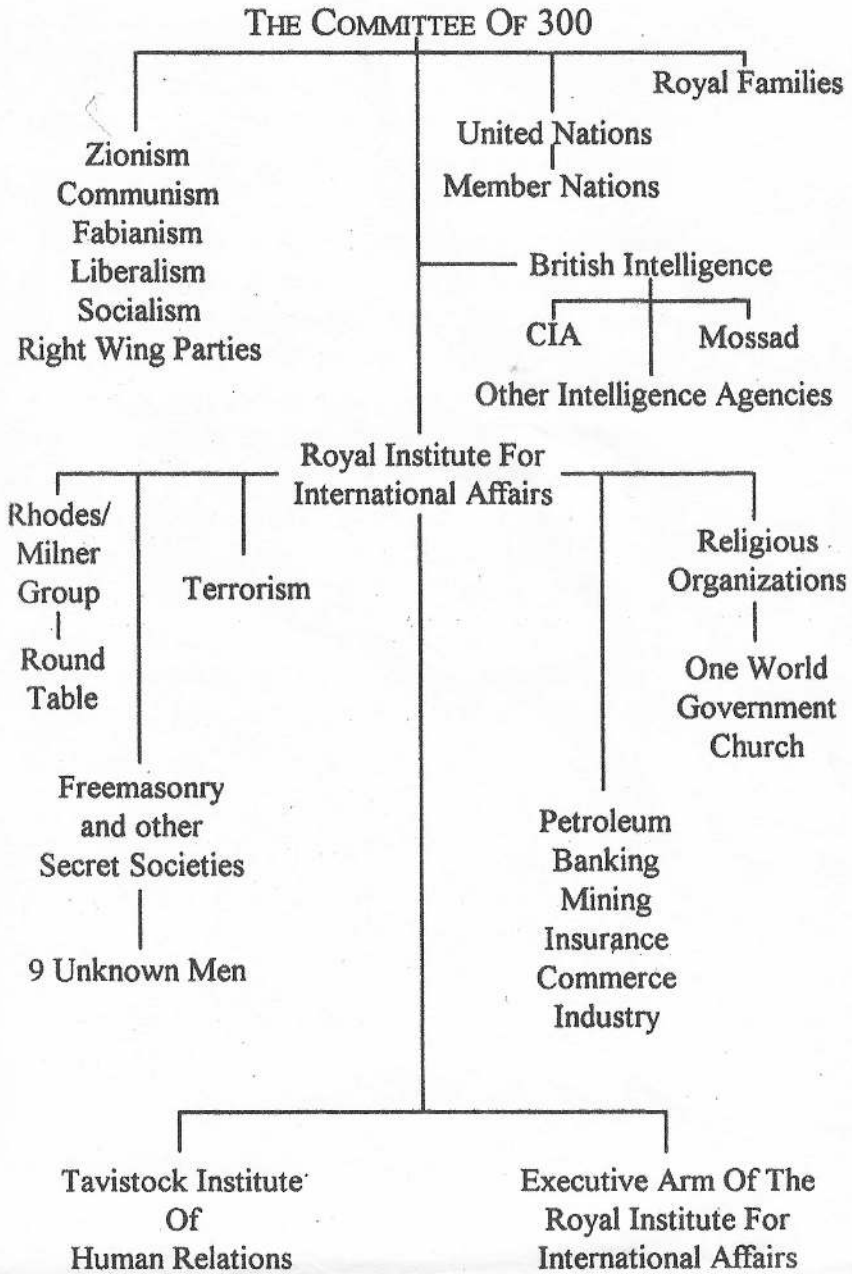 THE COMMITTEE OF 300
Royal Families
United Nations
Member Nations
Zionism
Communism
Fabianism
Liberalism
Socialism
Right Wing Parties
British Intelligence
CIA
Mossad
Other Intelligence Agencies
Royal Institute For
International Affairs
Rhodes/
Milner
Group
Round
Table
Terrorism
Religious
Organizations
One World
Government
Church
Freemasonry
and other
Secret Societies
9 Unknown Men
Petroleum
Banking
Mining
Insurance
Commerce
Industry
Tavistock Institute
Of
Human Relations
Executive Arm Of The
Royal Institute For
International Affairs